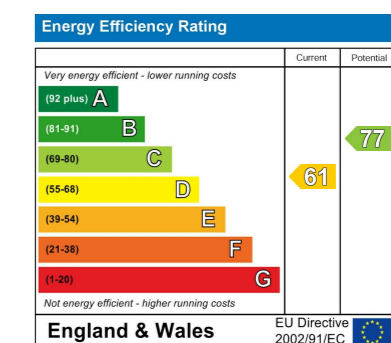 Energy Efficiency Rating
Current Potential
Very energy efficient - lower running costs
(92 plus) A
(81-91) B
(69-80) C
(55-68) D
(39-54) E
(21-38) F
(1-20) G
77
61
Not energy efficient - higher running costs
England & Wales
EU Directive
2002/91/EC